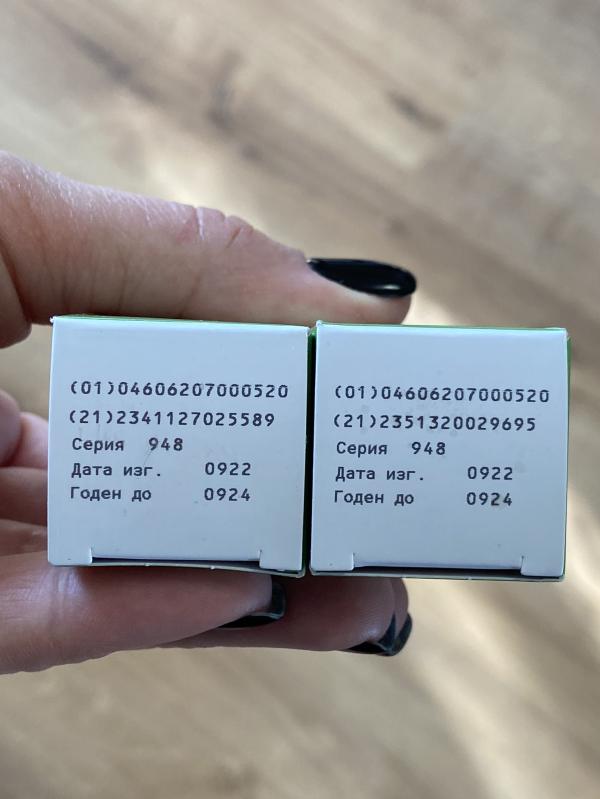 (01)04606207000520
(21)2341127025589
Серия 948
Дата изг. 0922
Годен до 0924
(01)04606207000520
(21)2351320029695
Серия 948
Дата изг. 0922
Годен до 0924